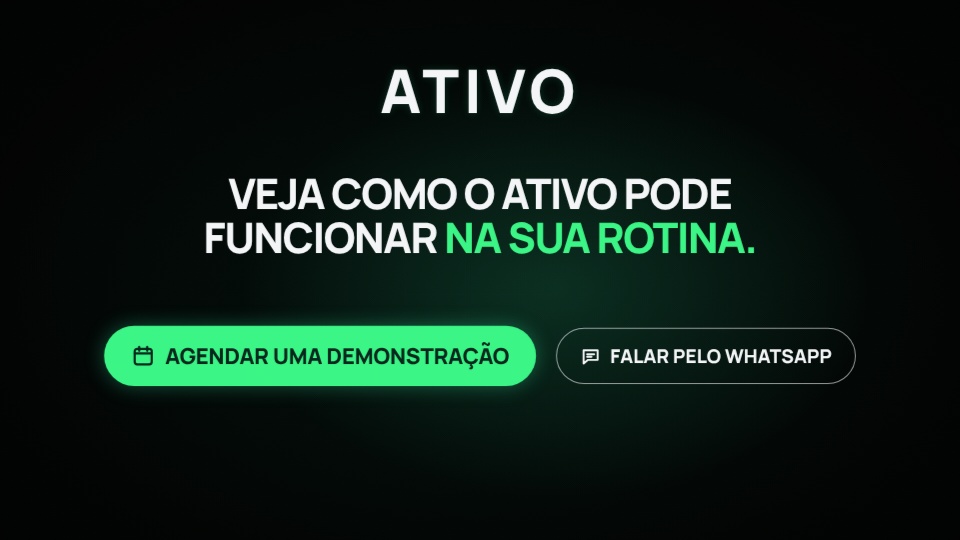 ATIVO
VEJA COMO O ATIVO PODE
FUNCIONAR NA SUA ROTINA.
AGENDAR UMA DEMONSTRAÇÃO
FALAR PELO WHATSAPP